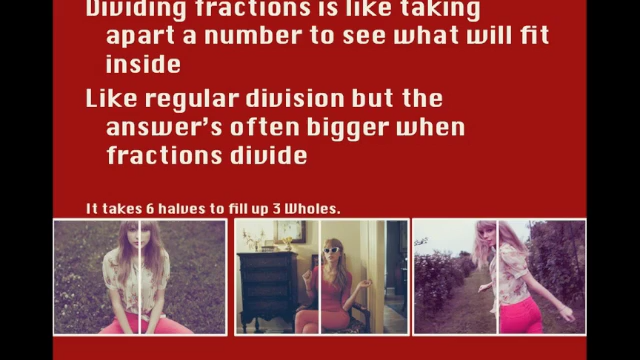 Dividing fractions is like taking
apart a number to see what will fit
inside
Like regular division but the
answer's often bigger when
fractions divide
It takes 6 halves to fill up 3 Wholes.